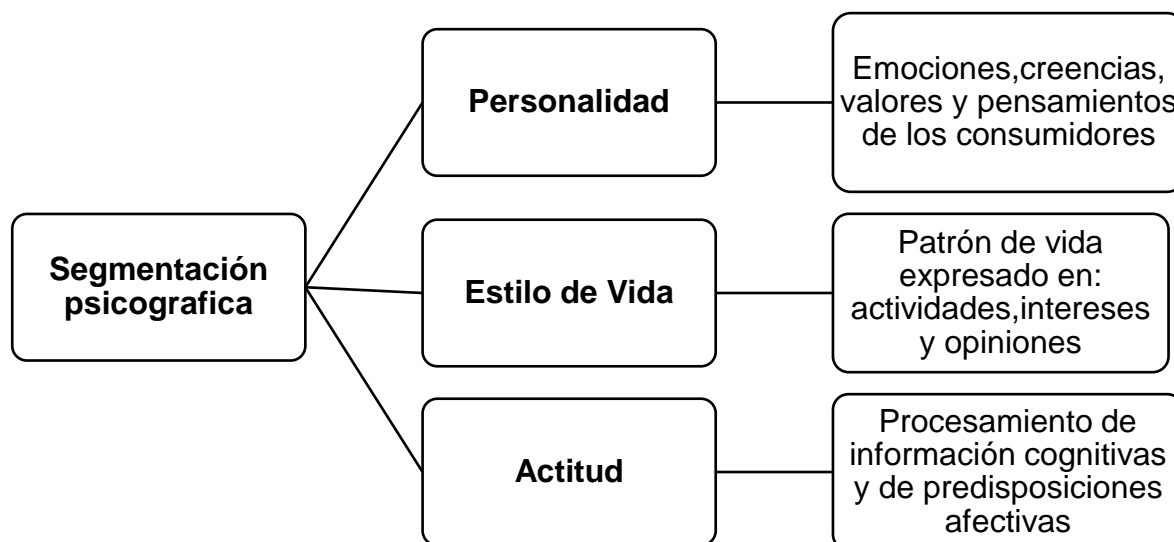 Segmentación
psicografica
Personalidad
Emociones,creencias,
valores y pensamientos
de los consumidores
Estilo de Vida
Patrón de vida
expresado en:
actividades,intereses
y opiniones
Actitud
Procesamiento de
información cognitivas
y de predisposiciones
afectivas